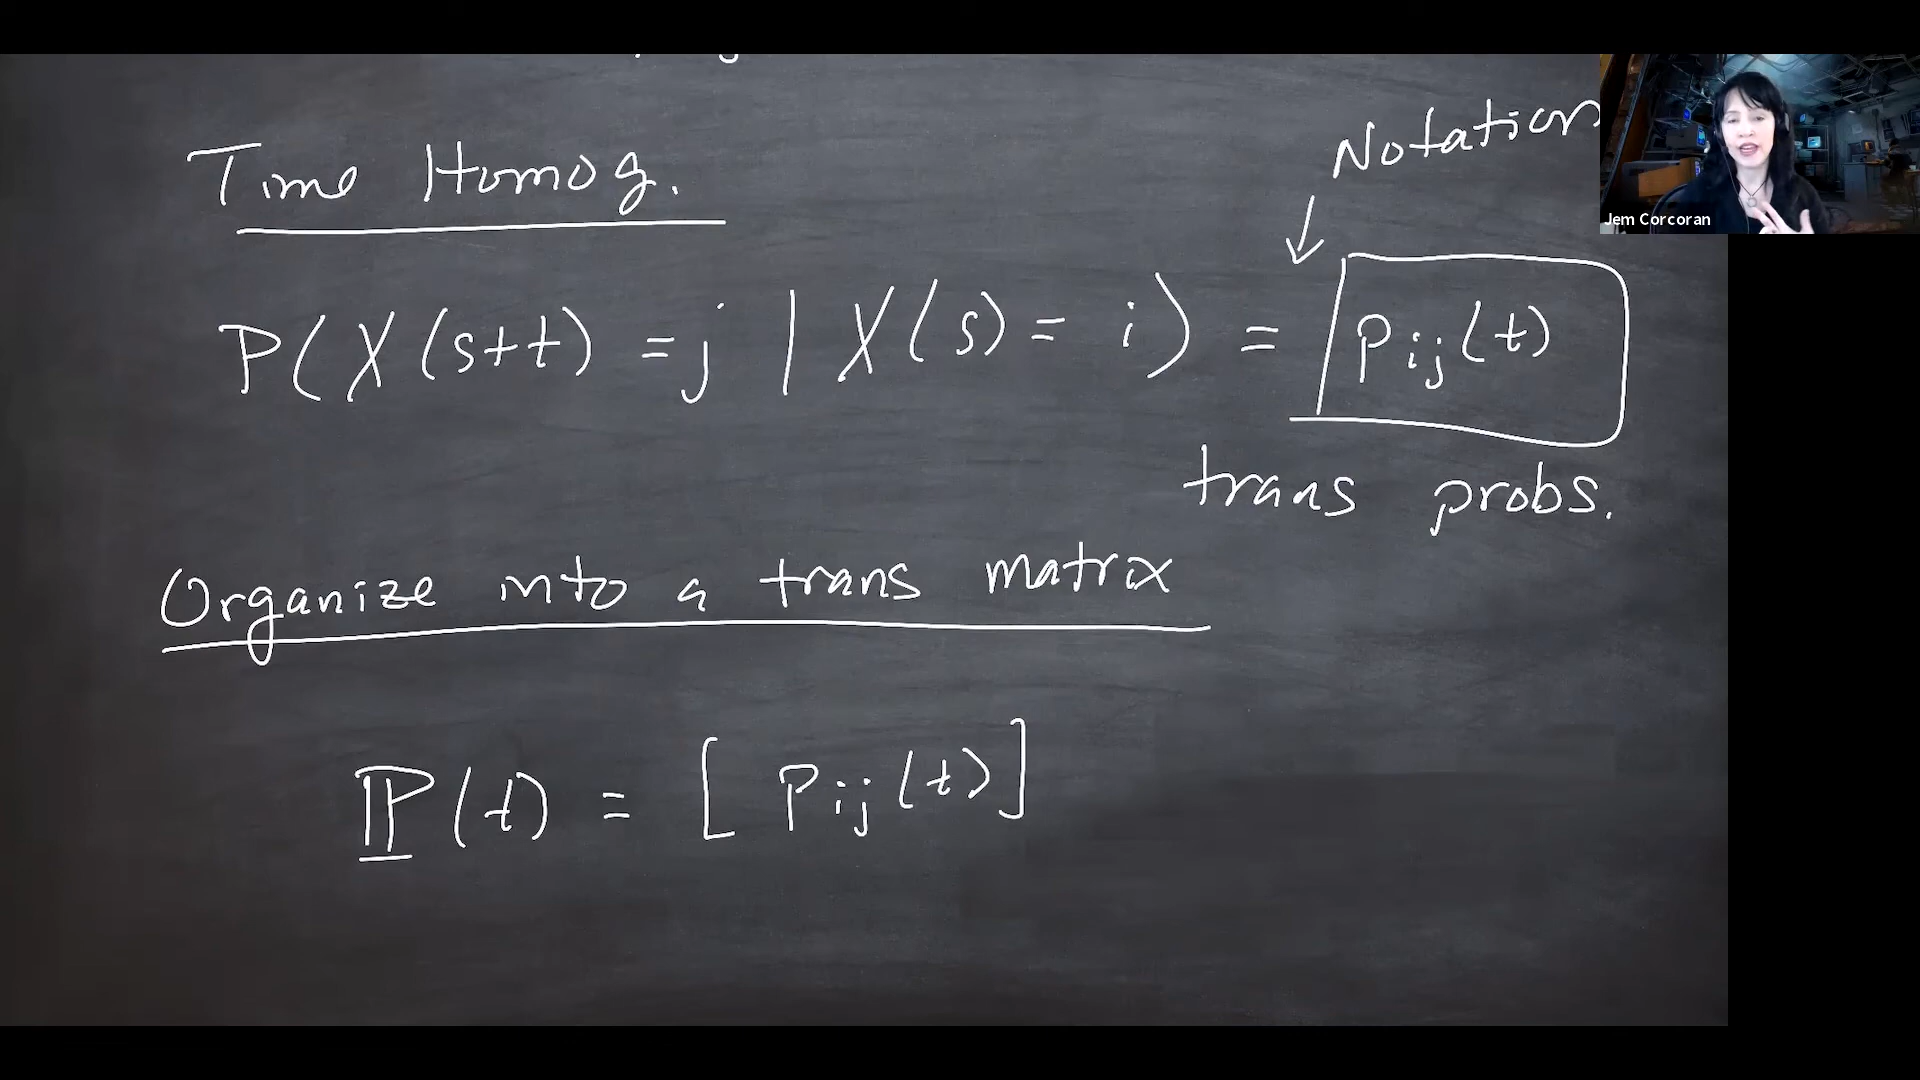 Notation
Jem Corcoran
Time Homog.
P(X(s+t) = j | X(s) = i) = Pij(t)
trans probs.
Organize into a trans matrix
ℙ(t) = [ Pij(t) ]